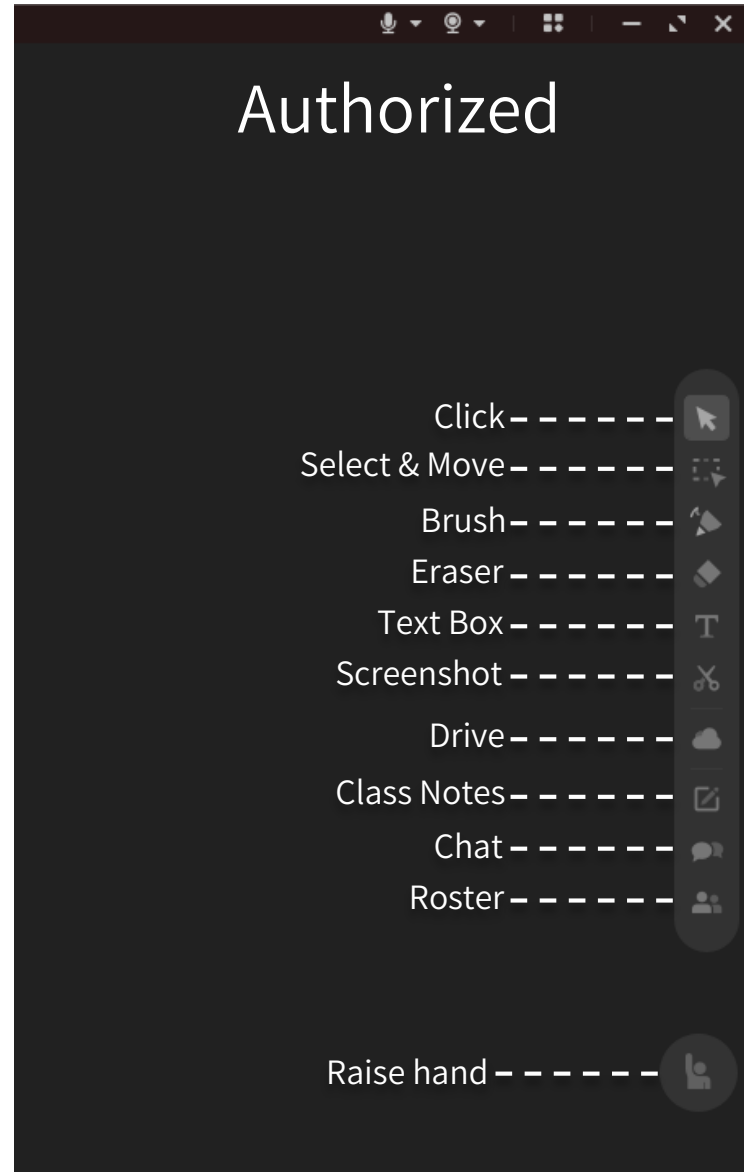 Authorized
Click
Select & Move
Brush
Eraser
Text Box
Screenshot
Drive
Class Notes
Chat
Roster
Raise hand